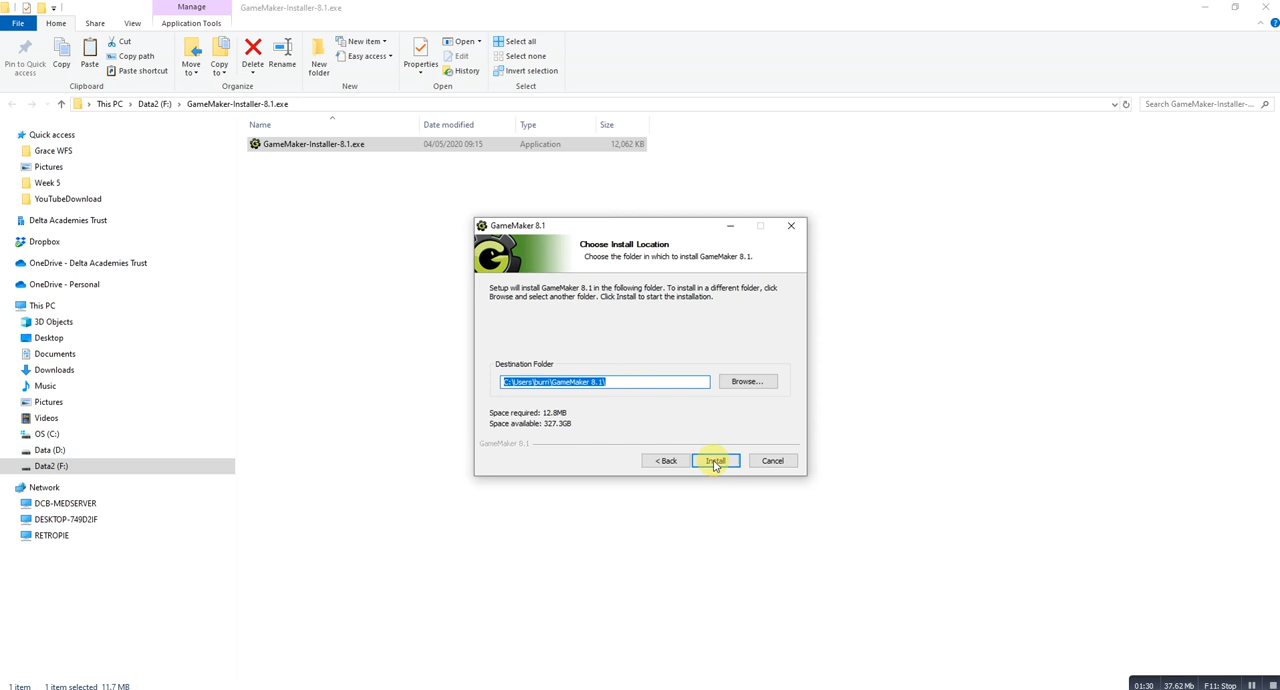 Manage
GameMaker-Installer-8.1.exe
File
Home
Share
View
Application Tools
Pin to Quick access
Copy
Paste
Cut
Copy path
Paste shortcut
Clipboard
Move to
Copy to
Delete
Rename
Organize
New folder
New item
Easy access
New
Properties
Open
Edit
History
Open
Select all
Select none
Invert selection
Select
This PC > Data2 (F:) > GameMaker-Installer-8.1.exe
Search GameMaker-Installer-...
Name
Date modified
Type
Size
GameMaker-Installer-8.1.exe
04/05/2020 09:15
Application
12,062 KB
Quick access
Grace WFS
Pictures
Week 5
YouTubeDownload
Delta Academies Trust
Dropbox
OneDrive - Delta Academies Trust
OneDrive - Personal
This PC
3D Objects
Desktop
Documents
Downloads
Music
Pictures
Videos
OS (C:)
Data (D:)
Data2 (F:)
Network
DCB-MEDSERVER
DESKTOP-749D2IF
RETROPIE
GameMaker 8.1
Choose Install Location
Choose the folder in which to install GameMaker 8.1.
Setup will install GameMaker 8.1 in the following folder. To install in a different folder, click
Browse and select another folder. Click Install to start the installation.
Destination Folder
C:\Users\burri\GameMaker 8.1\
Browse...
Space required: 12.8MB
Space available: 327.3GB
GameMaker 8.1
< Back
Install
Cancel
1 item
1 item selected 11.7 MB
01:30
37.62 Mb
F11: Stop